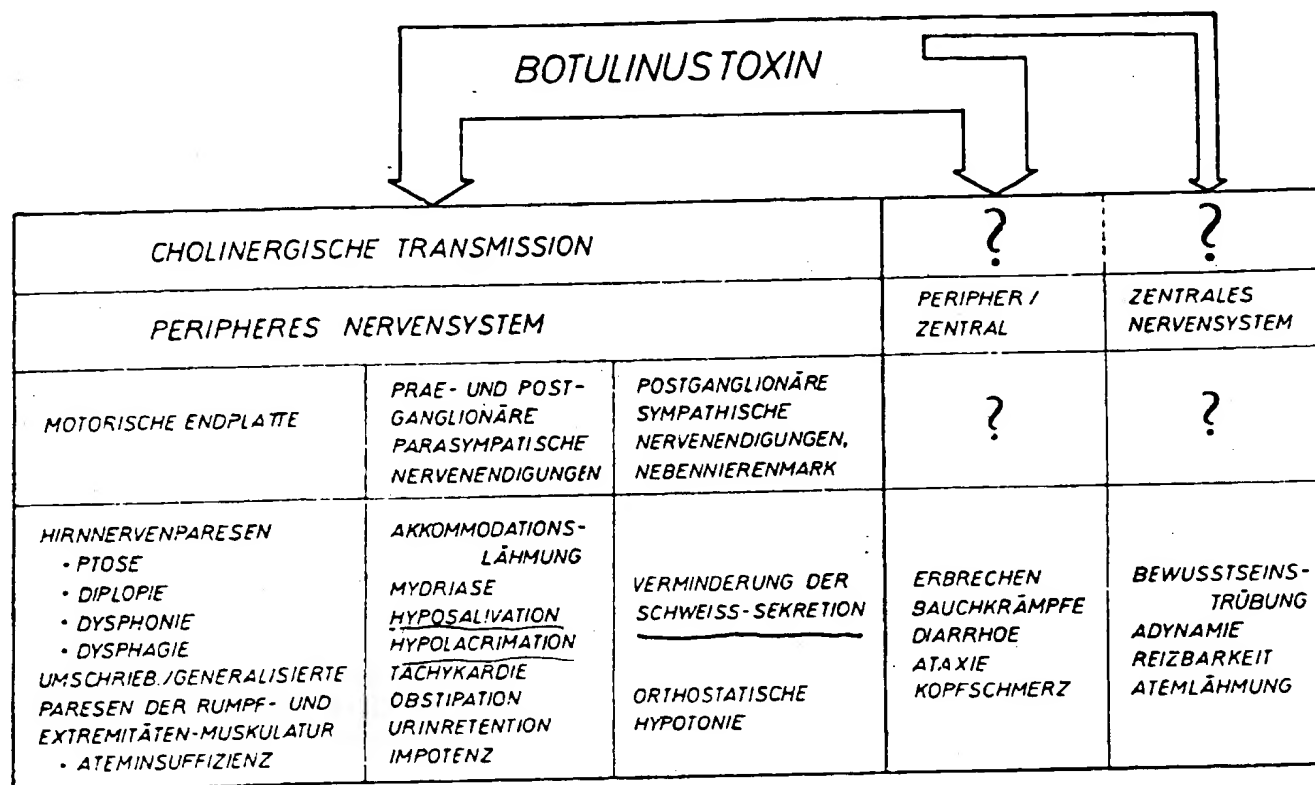 BOTULINUSTOXIN
CHOLINERGISCHE TRANSMISSION
?
?
PERIPHERES NERVENSYSTEM
PERIPHER /
ZENTRAL
ZENTRALES
NERVENSYSTEM
MOTORISCHE ENDPLATTE
PRAE- UND POST-
GANGLIONÄRE
PARASYMPATISCHE
NERVENENDIGUNGEN
POSTGANGLIONÄRE
SYMPATHISCHE
NERVENENDIGUNGEN,
NEBENNIERENMARK
?
?
HIRNNERVENPARESEN
• PTOSE
• DIPLOPIE
• DYSPHONIE
• DYSPHAGIE
UMSCHRIEB./GENERALISIERTE
PARESEN DER RUMPF- UND
EXTREMITÄTEN-MUSKULATUR
• ATEMINSUFFIZIENZ
AKKOMMODATIONS-
LÄHMUNG
MYDRIASE
HYPOSALIVATION
HYPOLACRIMATION
TACHYKARDIE
OBSTIPATION
URINRETENTION
IMPOTENZ
VERMINDERUNG DER
SCHWEISS-SEKRETION
ORTHOSTATISCHE
HYPOTONIE
ERBRECHEN
BAUCHKRÄMPFE
DIARRHOE
ATAXIE
KOPFSCHMERZ
BEWUSSTSEINS-
TRÜBUNG
ADYNAMIE
REIZBARKEIT
ATEMLÄHMUNG